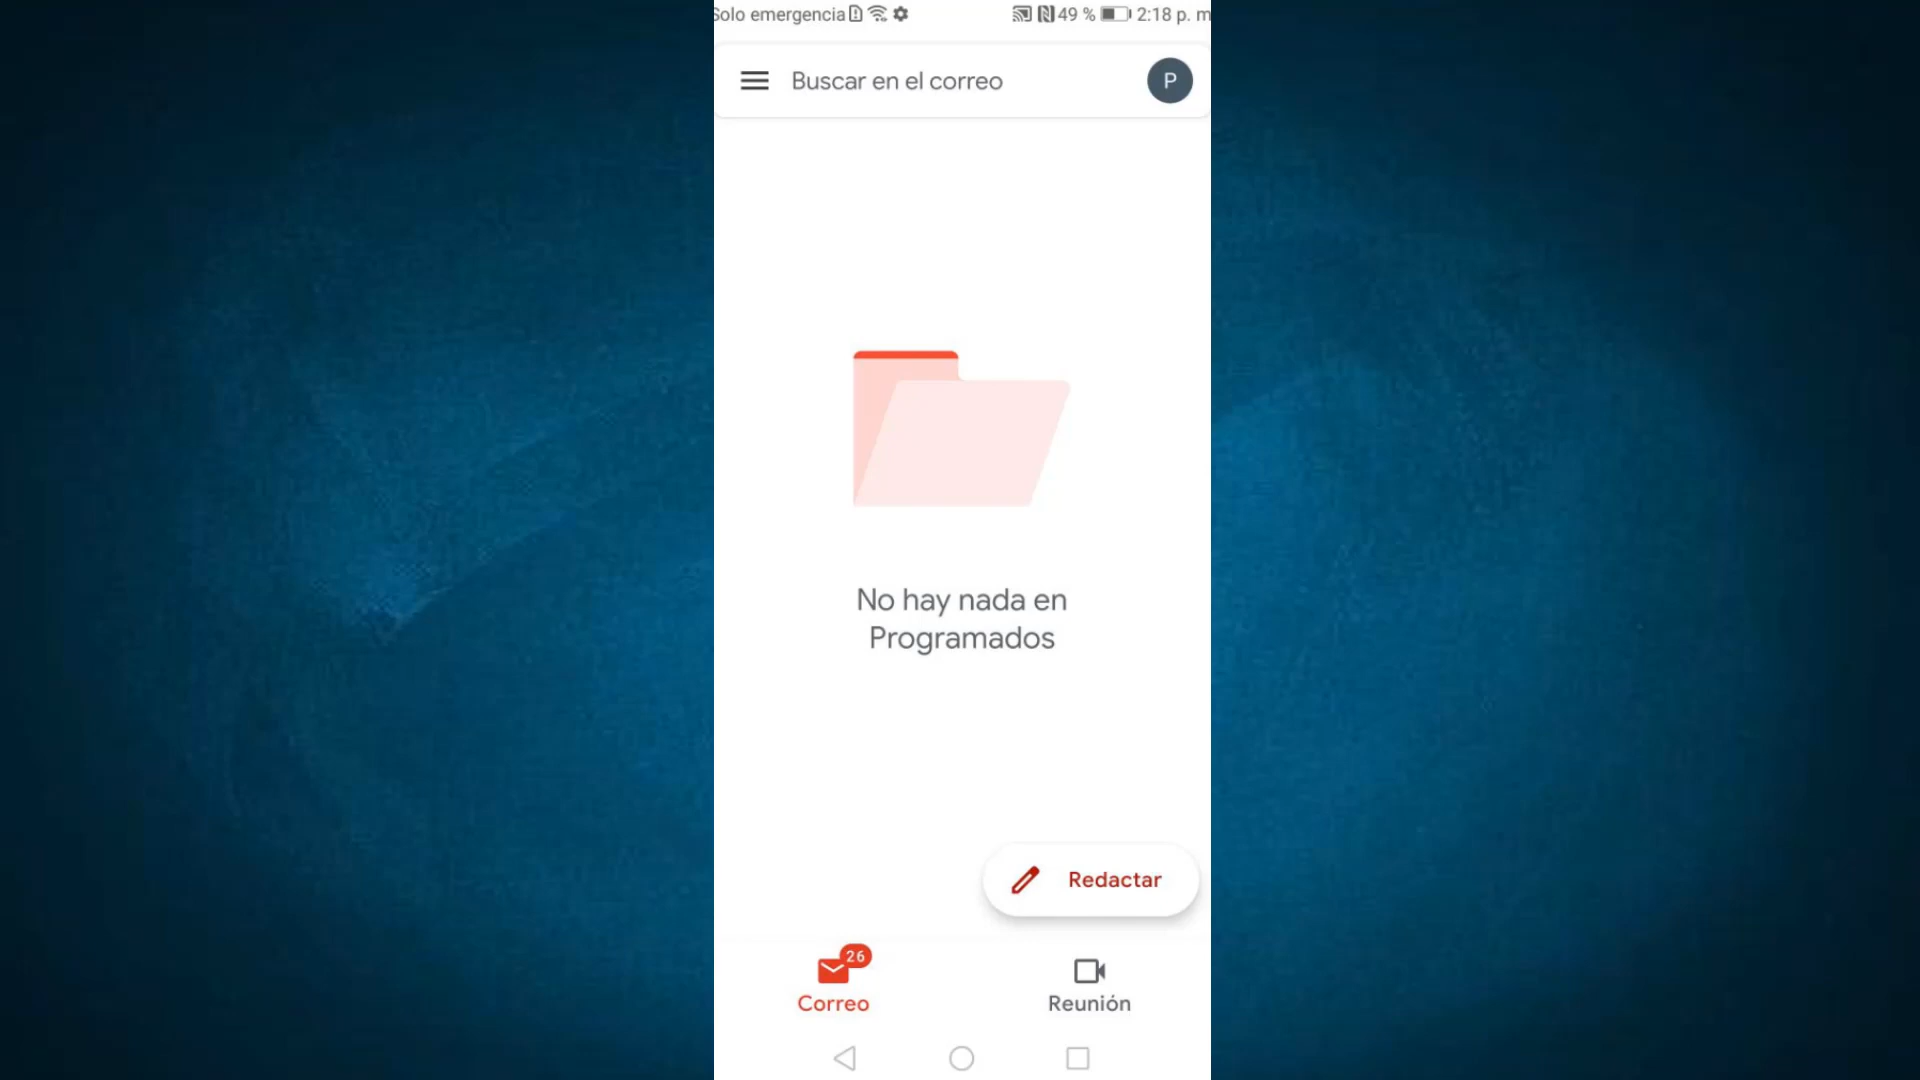 Solo emergencia 49 % 2:18 p. m
Buscar en el correo P
No hay nada en
Programados
Redactar
26
Correo Reunión